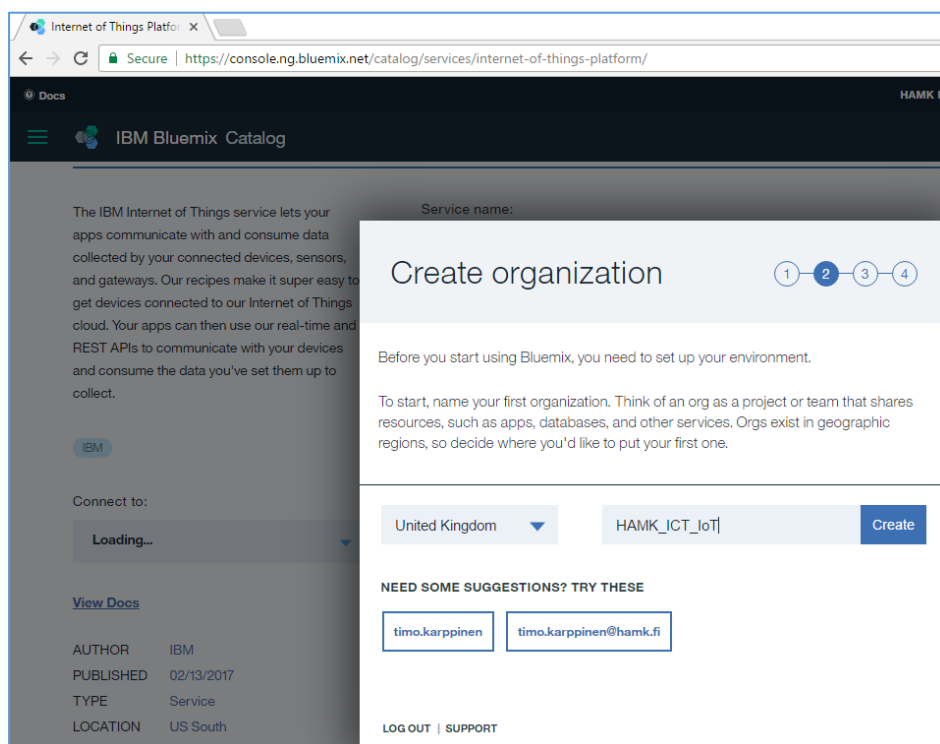 Internet of Things Platfor
Secure | https://console.ng.bluemix.net/catalog/services/internet-of-things-platform/
Docs
HAMK
IBM Bluemix Catalog
The IBM Internet of Things service lets your
apps communicate with and consume data
collected by your connected devices, sensors,
and gateways. Our recipes make it super easy to
get devices connected to our Internet of Things
cloud. Your apps can then use our real-time and
REST APIs to communicate with your devices
and consume the data you've set them up to
collect.
IBM
Connect to:
Loading...
View Docs
AUTHOR IBM
PUBLISHED 02/13/2017
TYPE Service
LOCATION US South
Service name:
Create organization
1 2 3 4
Before you start using Bluemix, you need to set up your environment.
To start, name your first organization. Think of an org as a project or team that shares
resources, such as apps, databases, and other services. Orgs exist in geographic
regions, so decide where you'd like to put your first one.
United Kingdom
HAMK_ICT_IoT
Create
NEED SOME SUGGESTIONS? TRY THESE
timo.karppinen
timo.karppinen@hamk.fi
LOG OUT | SUPPORT